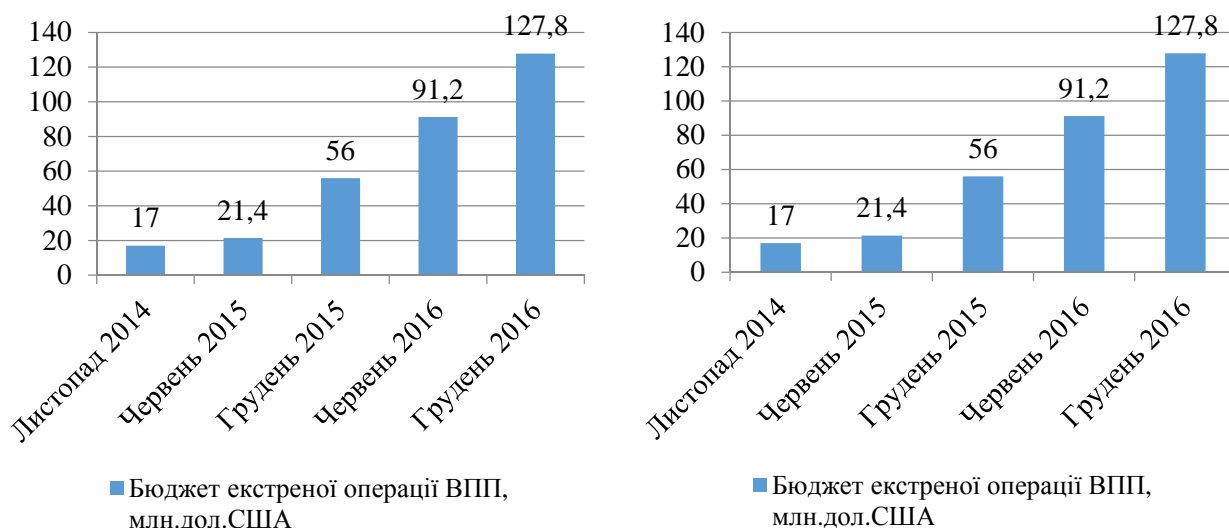 140
120
100
80
60
40
20
0
17
21,4
56
91,2
127,8
Листопад 2014
Червень 2015
Грудень 2015
Червень 2016
Грудень 2016
Бюджет екстреної операції ВПП,
млн.дол.США
140
120
100
80
60
40
20
0
17
21,4
56
91,2
127,8
Листопад 2014
Червень 2015
Грудень 2015
Червень 2016
Грудень 2016
Бюджет екстреної операції ВПП,
млн.дол.США